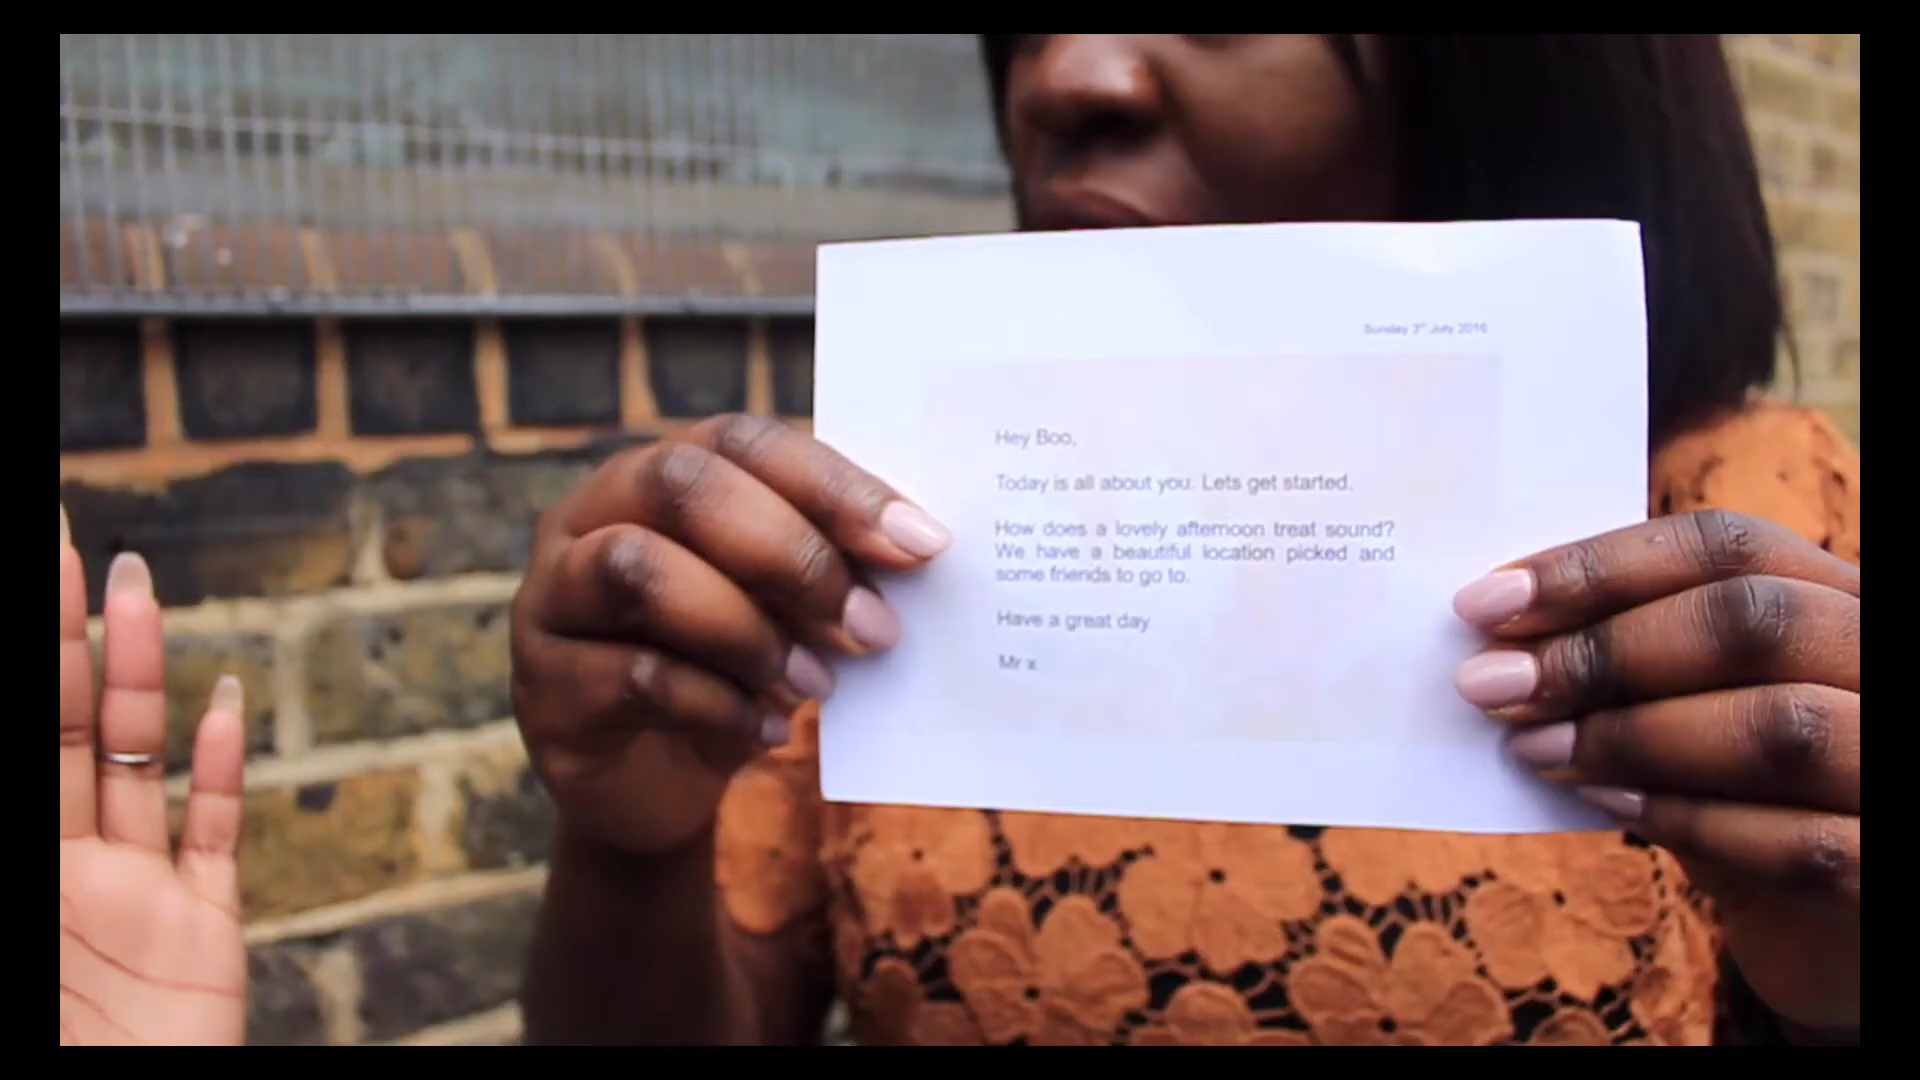 Sunday 3rd July 2016
Hey Boo,
Today is all about you. Lets get started.
How does a lovely afternoon treat sound?
We have a beautiful location picked and
some friends to go to.
Have a great day
Mr x